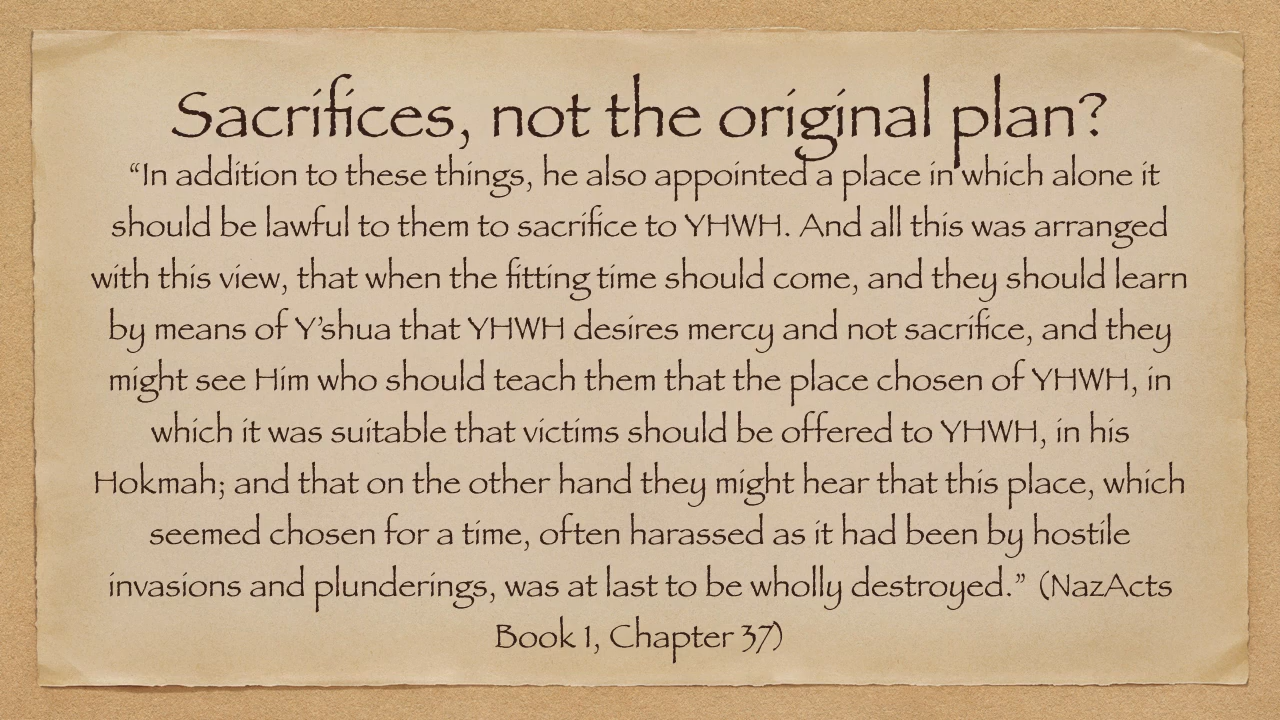 Sacrifices, not the original plan?
“In addition to these things, he also appointed a place in which alone it
should be lawful to them to sacrifice to YHWH. And all this was arranged
with this view, that when the fitting time should come, and they should learn
by means of Y’shua that YHWH desires mercy and not sacrifice, and they
might see Him who should teach them that the place chosen of YHWH, in
which it was suitable that victims should be offered to YHWH, in his
Hokmah; and that on the other hand they might hear that this place, which
seemed chosen for a time, often harassed as it had been by hostile
invasions and plunderings, was at last to be wholly destroyed.” (NazActs
Book 1, Chapter 37)